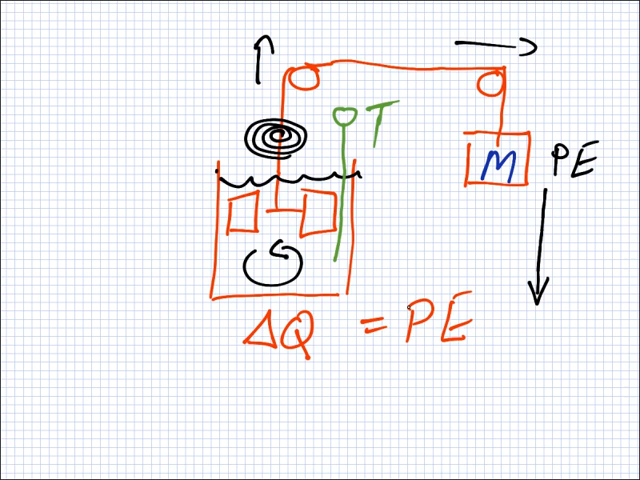 T
M PE
ΔQ = PE